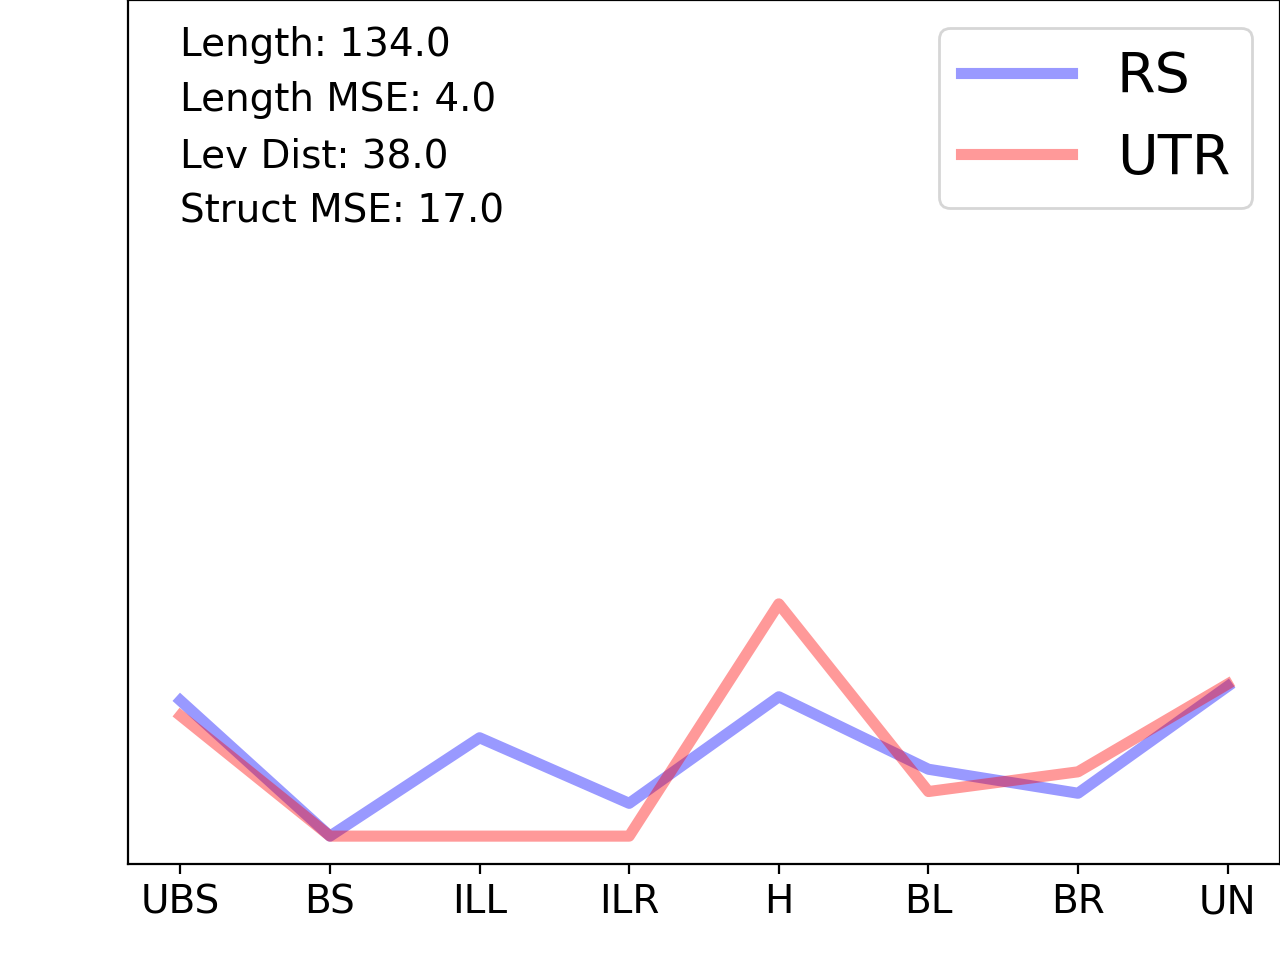 Length: 134.0
Length MSE: 4.0
Lev Dist: 38.0
Struct MSE: 17.0
RS
UTR
UBS BS ILL ILR H BL BR UN